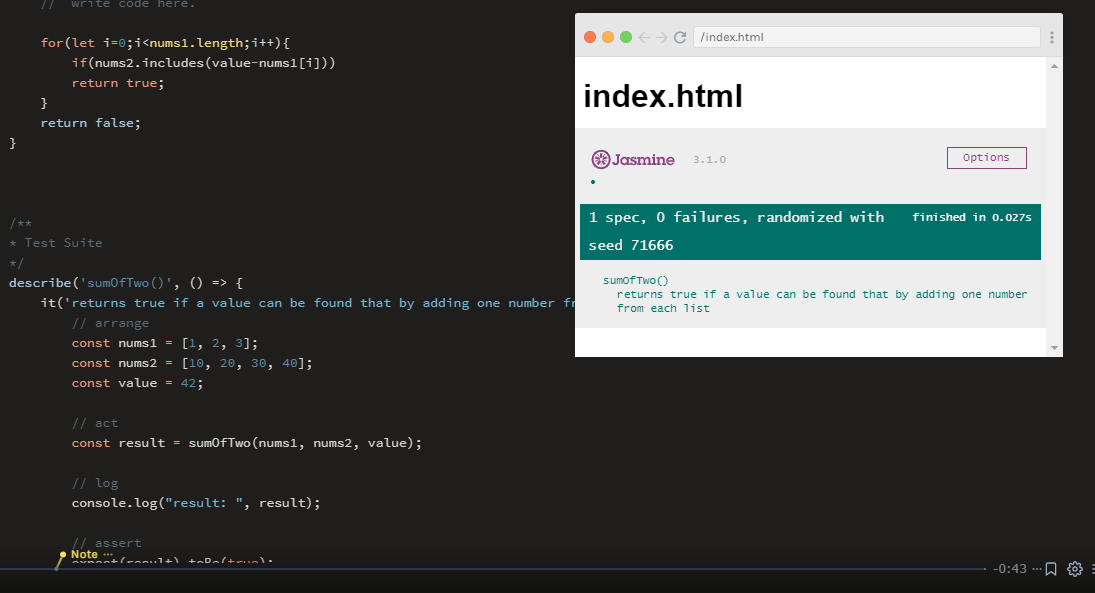 //  write code here.
for(let i=0;i<nums1.length;i++){
if(nums2.includes(value-nums1[i]))
return true;
}
return false;
}
/**
* Test Suite
*/
describe('sumOfTwo()', () => {
it('returns true if a value can be found that by adding one number fr
// arrange
const nums1 = [1, 2, 3];
const nums2 = [10, 20, 30, 40];
const value = 42;
// act
const result = sumOfTwo(nums1, nums2, value);
// log
console.log("result: ", result);
// assert
expect(result).toBe(true);
Note ···
-0:43
/index.html
index.html
Jasmine 3.1.0
Options
•
1 spec, 0 failures, randomized with finished in 0.027s
seed 71666
sumOfTwo()
returns true if a value can be found that by adding one number
from each list